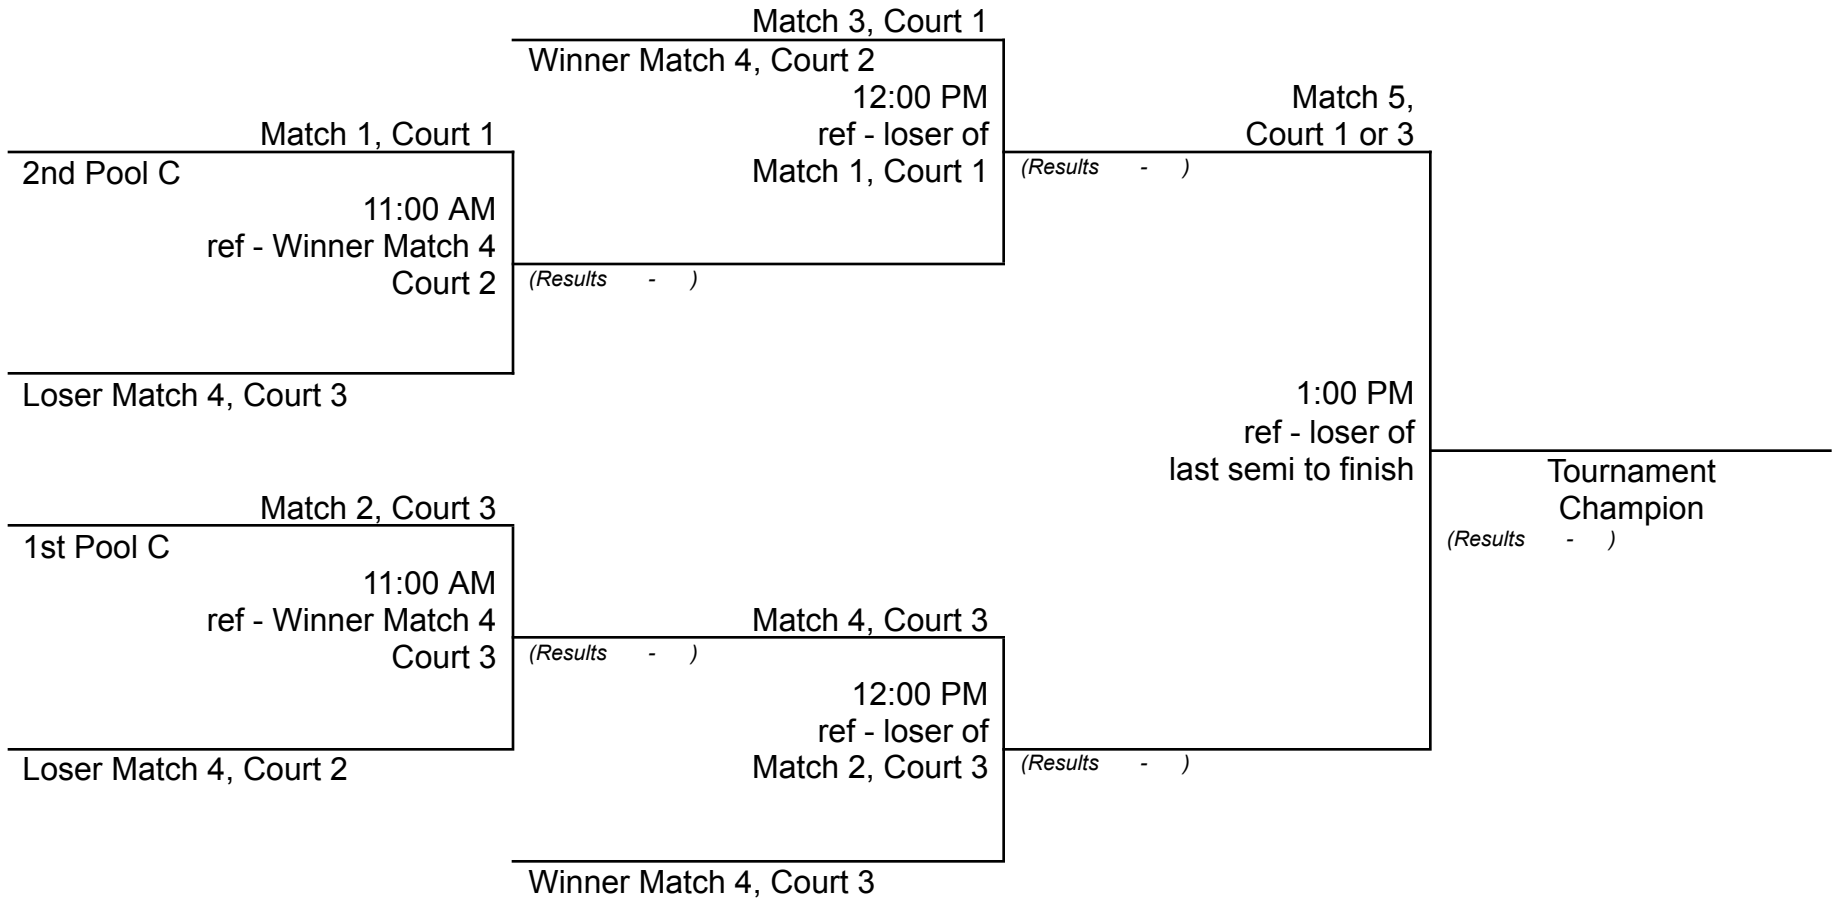 Match 3, Court 1
Winner Match 4, Court 2
12:00 PM
ref - loser of
Match 1, Court 1
Match 5,
Court 1 or 3
(Results - )
Match 1, Court 1
2nd Pool C
11:00 AM
ref - Winner Match 4
Court 2
(Results - )
Loser Match 4, Court 3
1:00 PM
ref - loser of
last semi to finish
Tournament
Champion
(Results - )
Match 2, Court 3
1st Pool C
11:00 AM
ref - Winner Match 4
Court 3
Match 4, Court 3
(Results - )
12:00 PM
ref - loser of
Match 2, Court 3
(Results - )
Loser Match 4, Court 2
Winner Match 4, Court 3